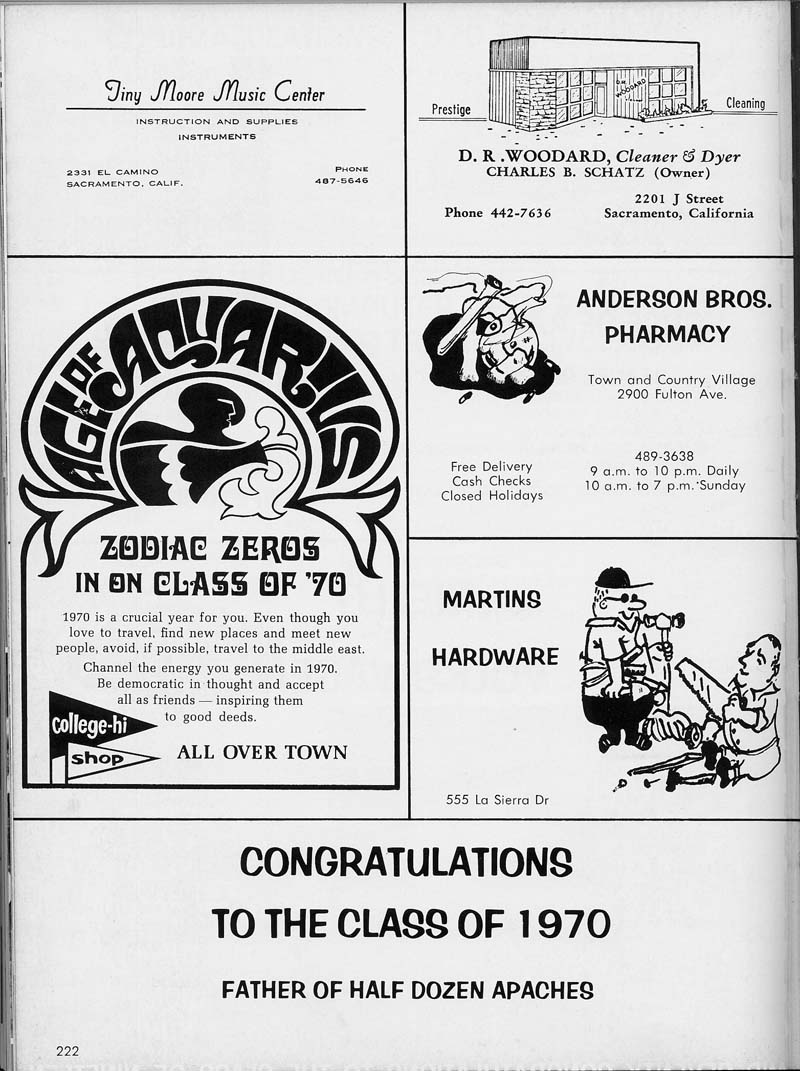 Tiny Moore Music Center
INSTRUCTION AND SUPPLIES
INSTRUMENTS
2331 EL CAMINO
SACRAMENTO, CALIF.
PHONE
487-5646
D.R.
WOODARD
Prestige
Cleaning
D. R .WOODARD, Cleaner & Dyer
CHARLES B. SCHATZ (Owner)
Phone 442-7636
2201 J Street
Sacramento, California
AGE OF AQUARIUS
ZODIAC ZEROS
IN ON CLASS OF '70
1970 is a crucial year for you. Even though you
love to travel, find new places and meet new
people, avoid, if possible, travel to the middle east.
Channel the energy you generate in 1970.
Be democratic in thought and accept
all as friends — inspiring them
to good deeds.
college-hi
shop
ALL OVER TOWN
ANDERSON BROS.
PHARMACY
Town and Country Village
2900 Fulton Ave.
Free Delivery
Cash Checks
Closed Holidays
489-3638
9 a.m. to 10 p.m. Daily
10 a.m. to 7 p.m. Sunday
MARTINS
HARDWARE
555 La Sierra Dr
CONGRATULATIONS
TO THE CLASS OF 1970
FATHER OF HALF DOZEN APACHES
222